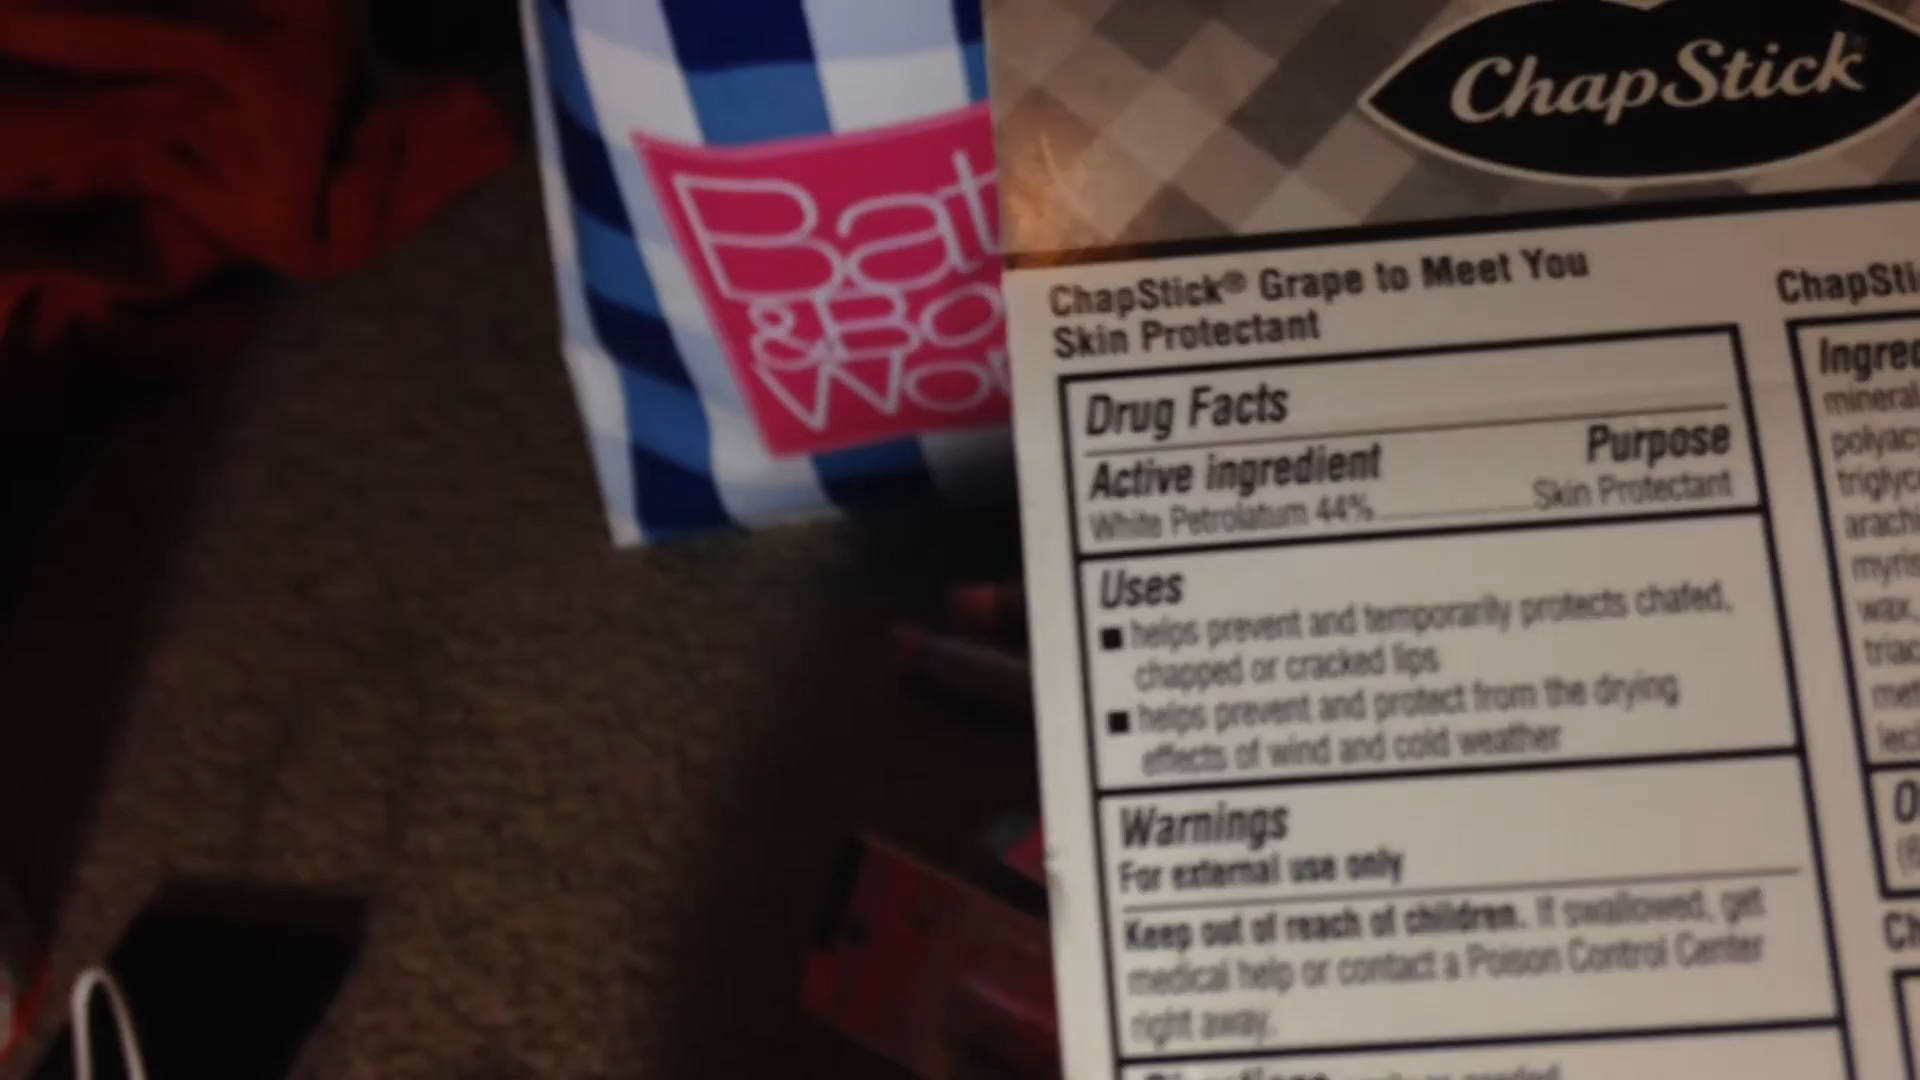 Bat
&Bo
Wo
ChapStick
ChapStick® Grape to Meet You
Skin Protectant
Drug Facts
Active ingredient Purpose
White Petrolatum 44% Skin Protectant
Uses
■ helps prevent and temporarily protects chafed,
chapped or cracked lips
■ helps prevent and protect from the drying
effects of wind and cold weather
Warnings
For external use only
Keep out of reach of children. If swallowed, get
medical help or contact a Poison Control Center
right away.
ChapSti
Ingred
mineral
polyac
triglyc
arachi
myris
wax,
triac
met
leci
O
Ch